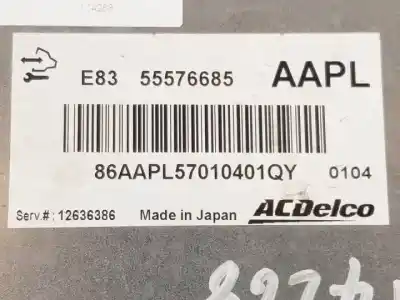 E83 55576685 AAPL
86AAPL57010401QY 0104
Serv.#: 12636386 Made in Japan ACDelco